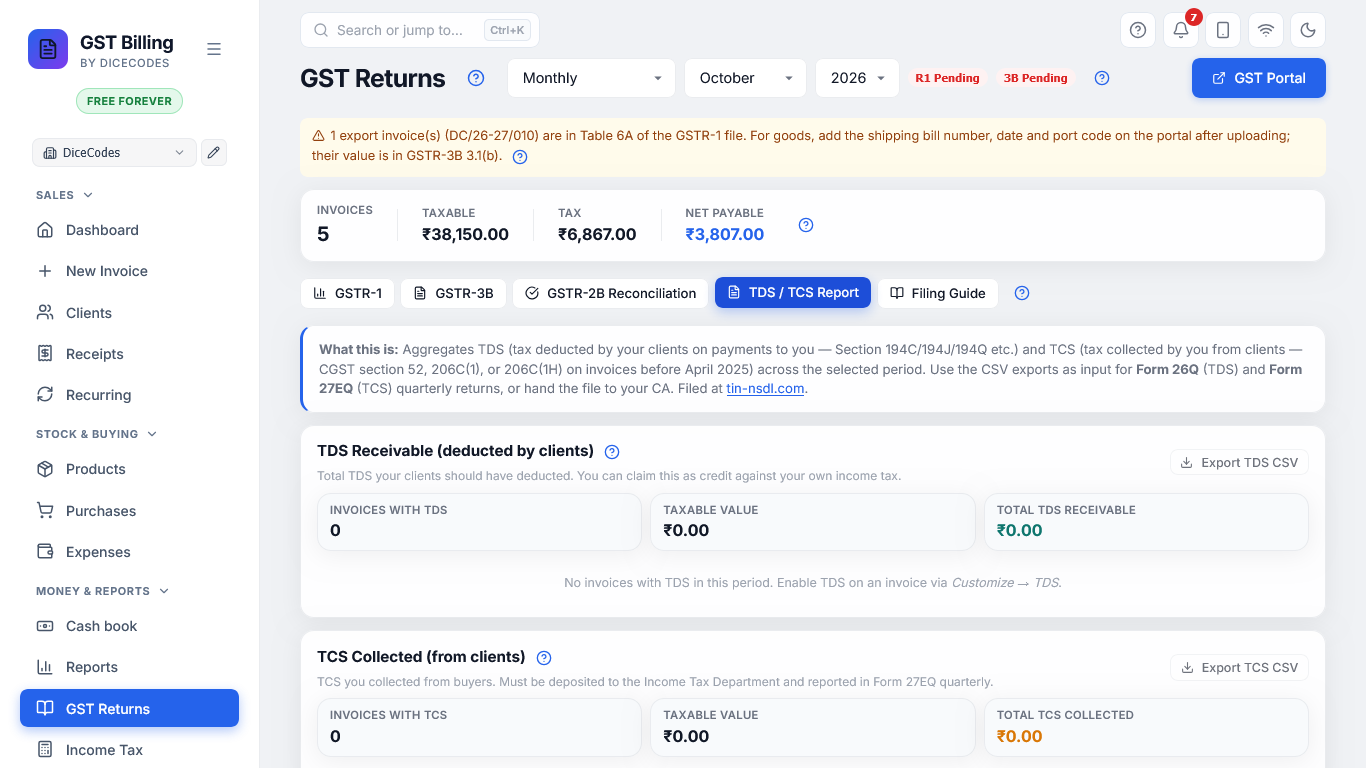 GST Billing
BY DICECODES
FREE FOREVER
DiceCodes
SALES
Dashboard
New Invoice
Clients
Receipts
Recurring
STOCK & BUYING
Products
Purchases
Expenses
MONEY & REPORTS
Cash book
Reports
GST Returns
Income Tax
Search or jump to...
Ctrl+K
7
GST Returns
Monthly
October
2026
R1 Pending
3B Pending
GST Portal
1 export invoice(s) (DC/26-27/010) are in Table 6A of the GSTR-1 file. For goods, add the shipping bill number, date and port code on the portal after uploading;
their value is in GSTR-3B 3.1(b).
INVOICES
5
TAXABLE
₹38,150.00
TAX
₹6,867.00
NET PAYABLE
₹3,807.00
GSTR-1
GSTR-3B
GSTR-2B Reconciliation
TDS / TCS Report
Filing Guide
What this is: Aggregates TDS (tax deducted by your clients on payments to you — Section 194C/194J/194Q etc.) and TCS (tax collected by you from clients —
CGST section 52, 206C(1), or 206C(1H) on invoices before April 2025) across the selected period. Use the CSV exports as input for Form 26Q (TDS) and Form
27EQ (TCS) quarterly returns, or hand the file to your CA. Filed at tin-nsdl.com.
TDS Receivable (deducted by clients)
Total TDS your clients should have deducted. You can claim this as credit against your own income tax.
Export TDS CSV
INVOICES WITH TDS
0
TAXABLE VALUE
₹0.00
TOTAL TDS RECEIVABLE
₹0.00
No invoices with TDS in this period. Enable TDS on an invoice via Customize → TDS.
TCS Collected (from clients)
TCS you collected from buyers. Must be deposited to the Income Tax Department and reported in Form 27EQ quarterly.
Export TCS CSV
INVOICES WITH TCS
0
TAXABLE VALUE
₹0.00
TOTAL TCS COLLECTED
₹0.00